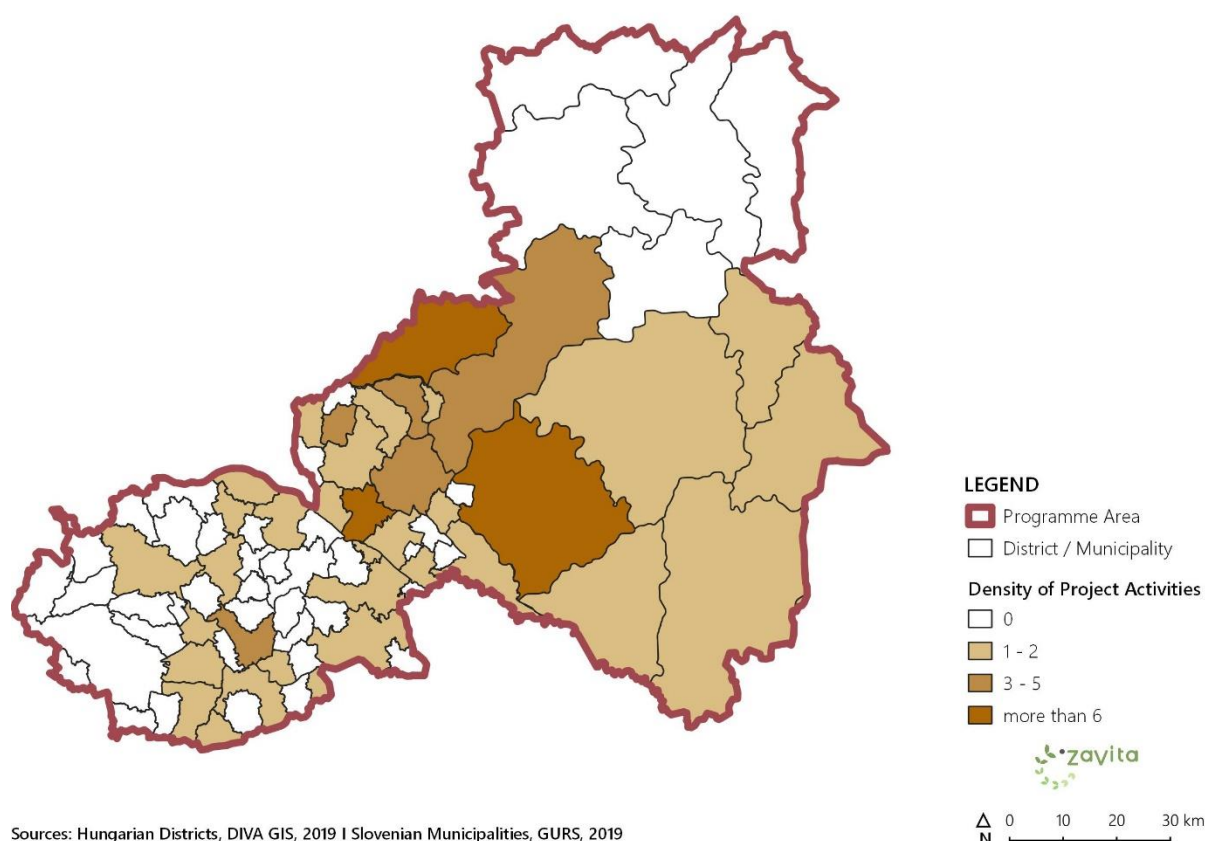 LEGEND
Programme Area
District / Municipality
Density of Project Activities
0
1 - 2
3 - 5
more than 6
zavita
N
0 10 20 30 km
Sources: Hungarian Districts, DIVA GIS, 2019 I Slovenian Municipalities, GURS, 2019